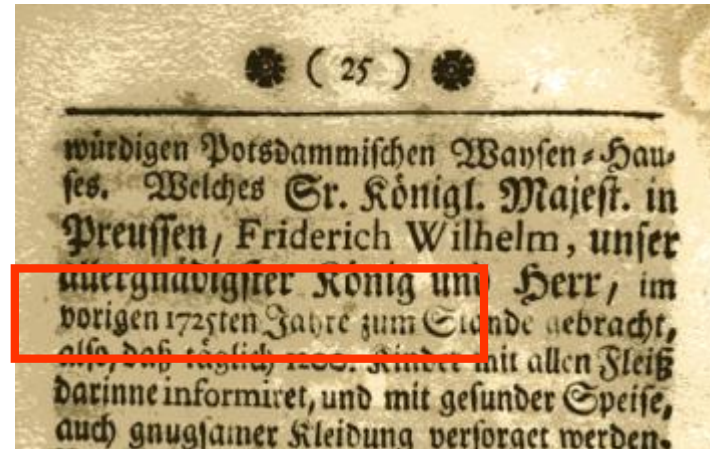 ( 25 )
würdigen Potsdammischen Waysen-Hau-
ses. Welches Sr. Königl. Majest. in
Preussen, Friderich Wilhelm, unser
allergnädigster König und Herr, im
vorigen 1725ten Jahre zum Stande gebracht,
also, daß täglich 1200. Kinder mit allen Fleiß
darinne informiret, und mit gesunder Speise,
auch gnugsamer Kleidung versorget werden,